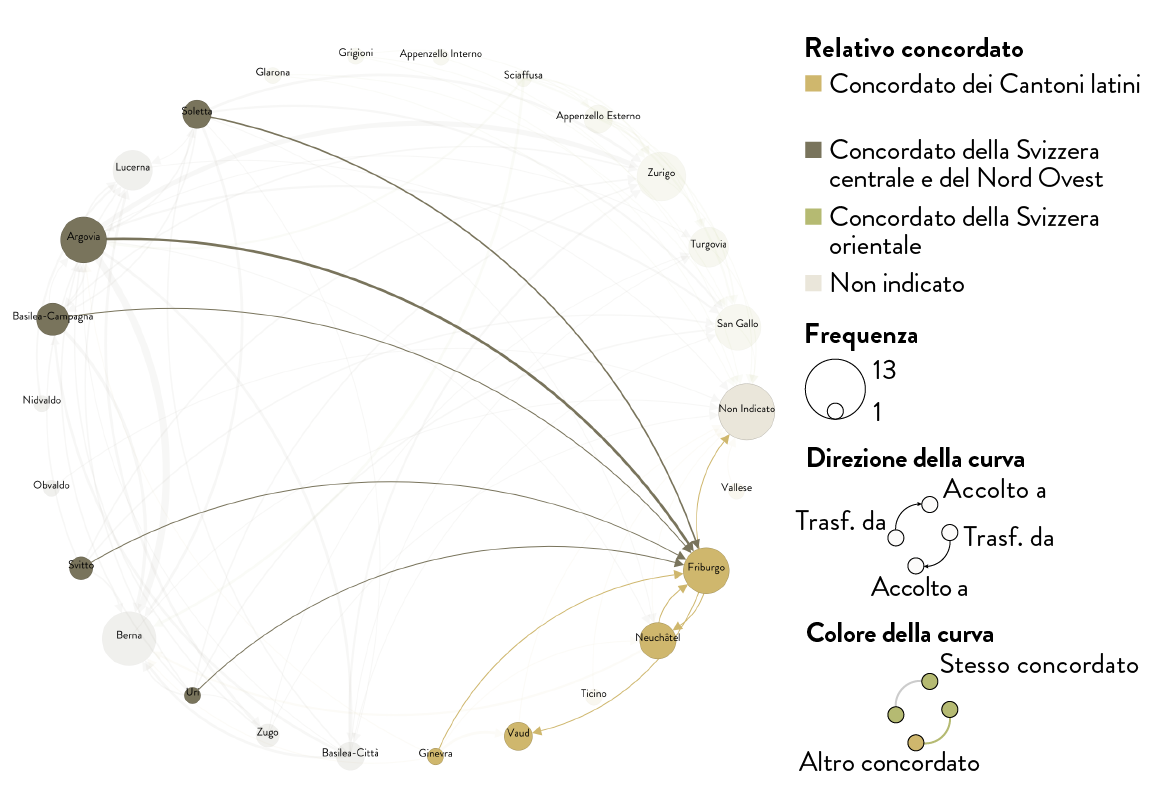 Grigioni
Appenzello Interno
Glarona
Sciaffusa
Soletta
Appenzello Esterno
Lucerna
Zurigo
Argovia
Turgovia
Basilea-Campagna
San Gallo
Nidvaldo
Non Indicato
Obvaldo
Vallese
Svitto
Friburgo
Berna
Neuchâtel
Uri
Ticino
Zugo
Vaud
Basilea-Città
Ginevra
Relativo concordato
Concordato dei Cantoni latini
Concordato della Svizzera
centrale e del Nord Ovest
Concordato della Svizzera
orientale
Non indicato
Frequenza
13
1
Direzione della curva
Accolto a
Trasf. da
Trasf. da
Accolto a
Colore della curva
Stesso concordato
Altro concordato